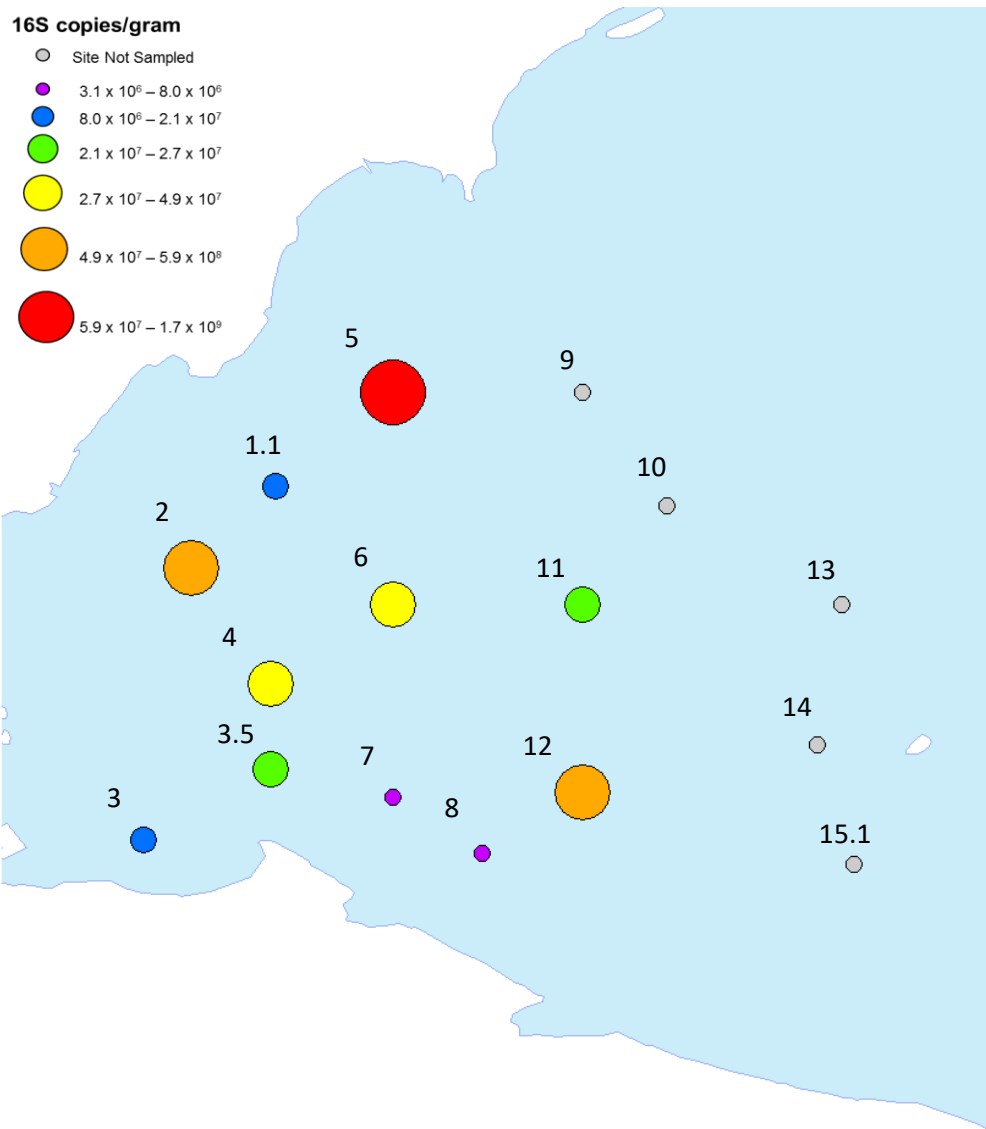 16S copies/gram
Site Not Sampled
3.1 x 10⁶ – 8.0 x 10⁶
8.0 x 10⁶ – 2.1 x 10⁷
2.1 x 10⁷ – 2.7 x 10⁷
2.7 x 10⁷ – 4.9 x 10⁷
4.9 x 10⁷ – 5.9 x 10⁸
5.9 x 10⁷ – 1.7 x 10⁹
5
9
1.1
10
2
6
11
13
4
14
3.5
12
7
3
8
15.1